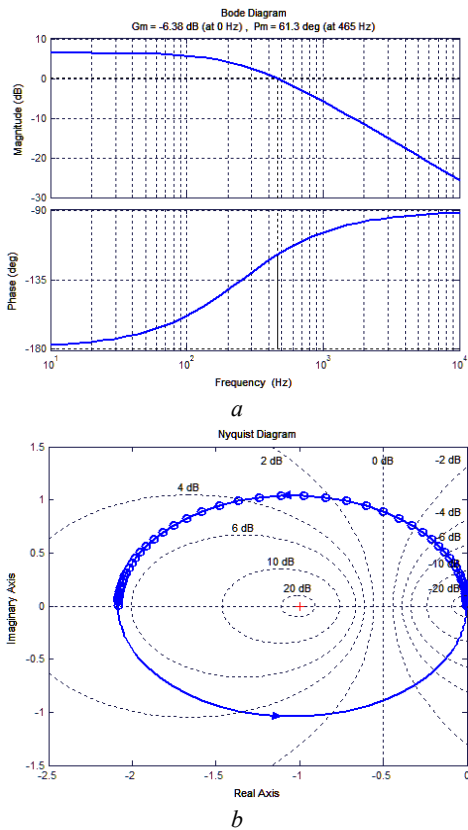 Bode Diagram
Gm = -6.38 dB (at 0 Hz) , Pm = 61.3 deg (at 465 Hz)
10
0
-10
-20
-30
Magnitude (dB)
-90
-135
-180
Phase (deg)
10^1
10^2
10^3
10^4
Frequency (Hz)
a
Nyquist Diagram
1.5
1
0.5
0
-0.5
-1
-1.5
Imaginary Axis
2 dB
0 dB
-2 dB
4 dB
-4 dB
6 dB
-6 dB
10 dB
-10 dB
20 dB
-20 dB
-2.5
-2
-1.5
-1
-0.5
0
Real Axis
b